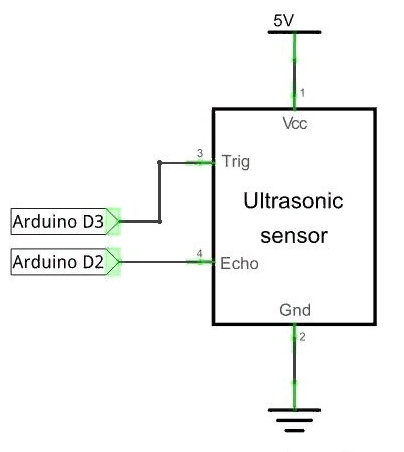 5V
1
Vcc
3
Trig
Arduino D3
Ultrasonic
sensor
Arduino D2
4
Echo
Gnd
2